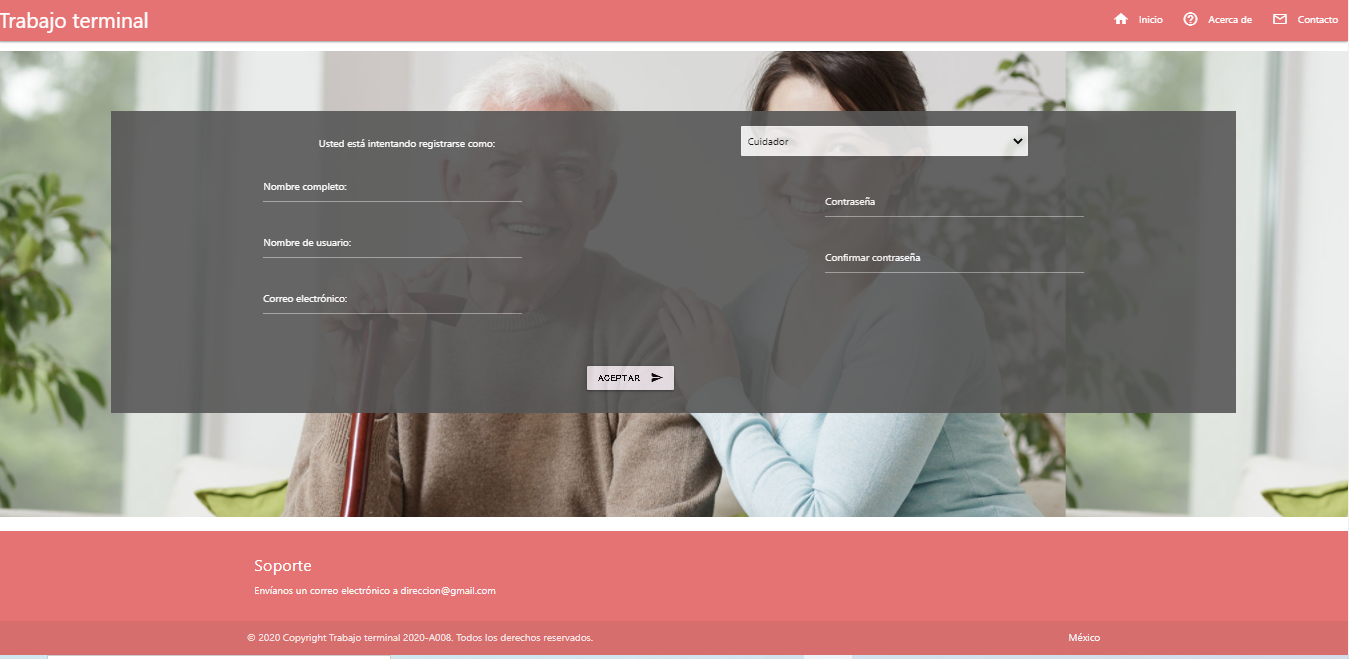 Trabajo terminal
Inicio
Acerca de
Contacto
Usted está intentando registrarse como:
Cuidador
Nombre completo:
Contraseña
Nombre de usuario:
Confirmar contraseña
Correo electrónico:
ACEPTAR
Soporte
Envíanos un correo electrónico a direccion@gmail.com
© 2020 Copyright Trabajo terminal 2020-A008. Todos los derechos reservados.
México